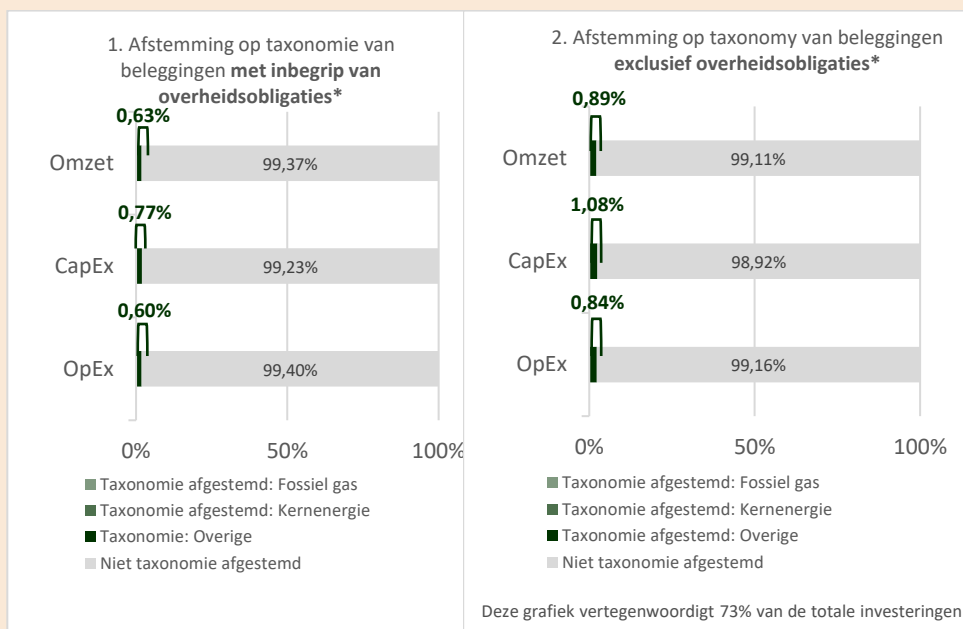 1. Afstemming op taxonomie van
beleggingen met inbegrip van
overheidsobligaties*
0,63%
Omzet
99,37%
0,77%
CapEx
99,23%
0,60%
OpEx
99,40%
0%
50%
100%
Taxonomie afgestemd: Fossiel gas
Taxonomie afgestemd: Kernenergie
Taxonomie: Overige
Niet taxonomie afgestemd
2. Afstemming op taxonomy van beleggingen
exclusief overheidsobligaties*
0,89%
Omzet
99,11%
1,08%
CapEx
98,92%
0,84%
OpEx
99,16%
0%
50%
100%
Taxonomie afgestemd: Fossiel gas
Taxonomie afgestemd: Kernenergie
Taxonomie afgestemd: Overige
Niet taxonomie afgestemd
Deze grafiek vertegenwoordigt 73% van de totale investeringen